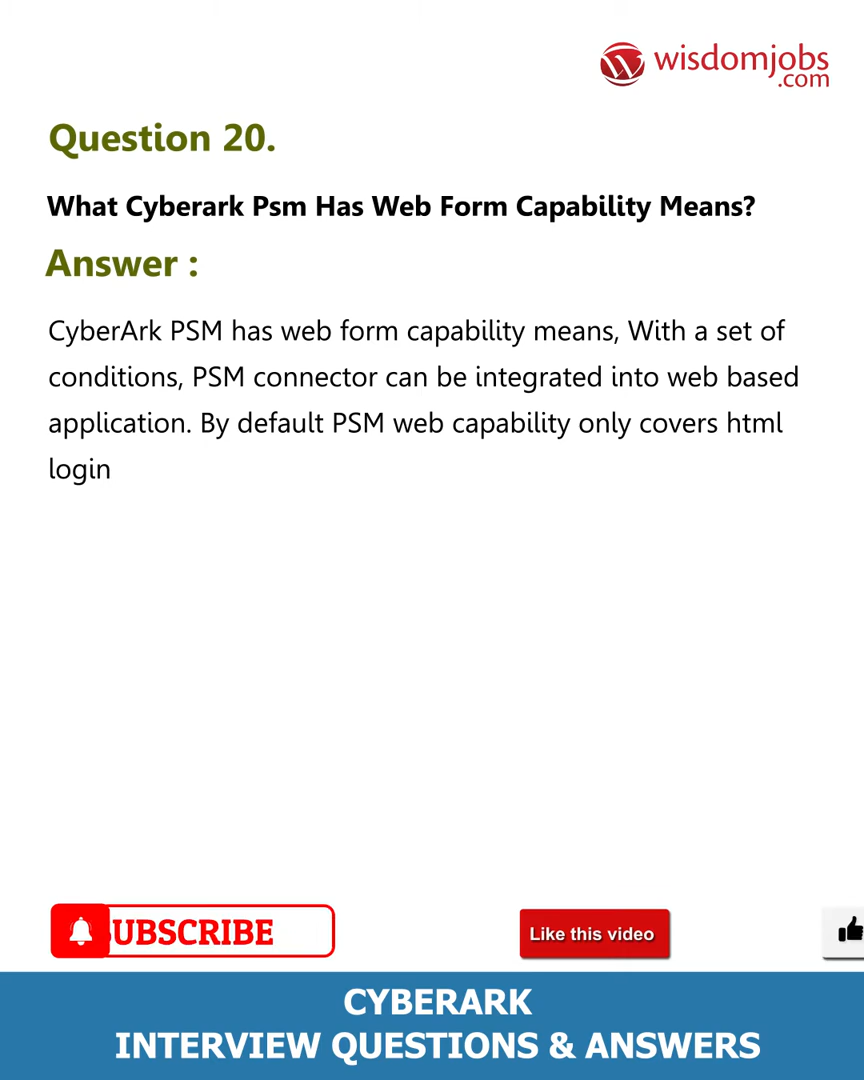 wisdomjobs
.com
Question 20.
What Cyberark Psm Has Web Form Capability Means?
Answer :
CyberArk PSM has web form capability means, With a set of
conditions, PSM connector can be integrated into web based
application. By default PSM web capability only covers html
login
SUBSCRIBE
Like this video
CYBERARK
INTERVIEW QUESTIONS & ANSWERS